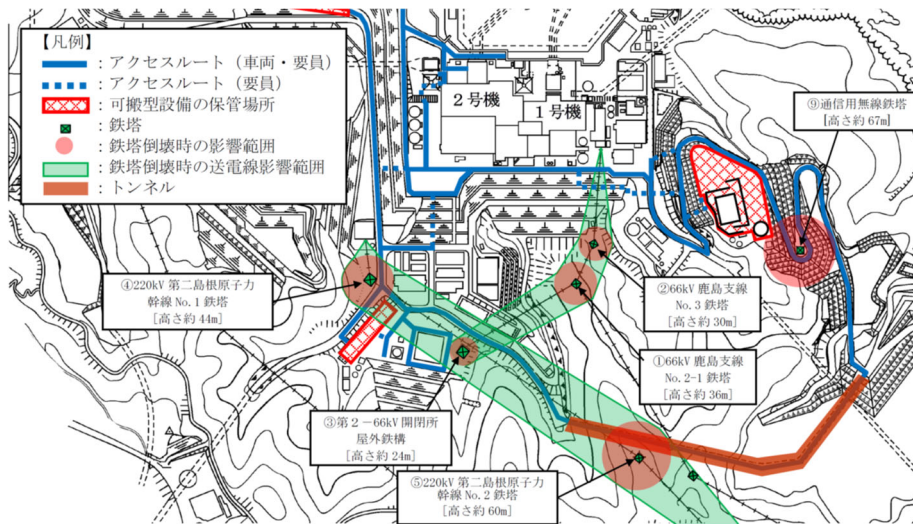 【凡例】
：アクセスルート（車両・要員）
：アクセスルート（要員）
：可搬型設備の保管場所
：鉄塔
：鉄塔倒壊時の影響範囲
：鉄塔倒壊時の送電線影響範囲
：トンネル
２号機
１号機
⑨通信用無線鉄塔
[高さ約 67m]
④220kV 第二島根原子力
幹線 No.1 鉄塔
[高さ約 44m]
②66kV 鹿島支線
No.3 鉄塔
[高さ約 30m]
①66kV 鹿島支線
No.2-1 鉄塔
[高さ約 36m]
③第２－66kV 開閉所
屋外鉄構
[高さ約 24m]
⑤220kV 第二島根原子力
幹線 No.2 鉄塔
[高さ約 60m]